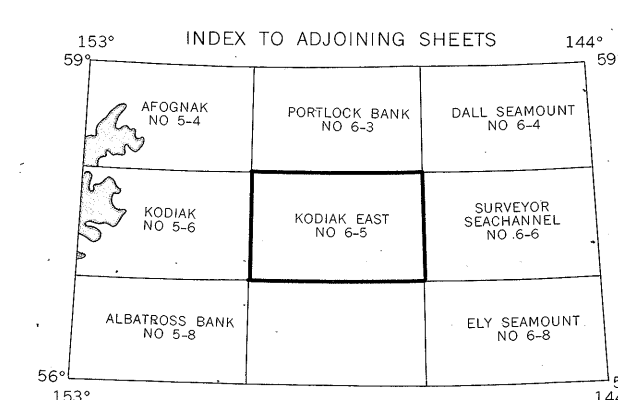 INDEX TO ADJOINING SHEETS
153°
144°
59°
59
AFOGNAK
NO 5-4
PORTLOCK BANK
NO 6-3
DALL SEAMOUNT
NO 6-4
KODIAK
NO 5-6
KODIAK EAST
NO 6-5
SURVEYOR
SEACHANNEL
NO 6-6
ALBATROSS BANK
NO 5-8
ELY SEAMOUNT
NO 6-8
56°
5
153°
144